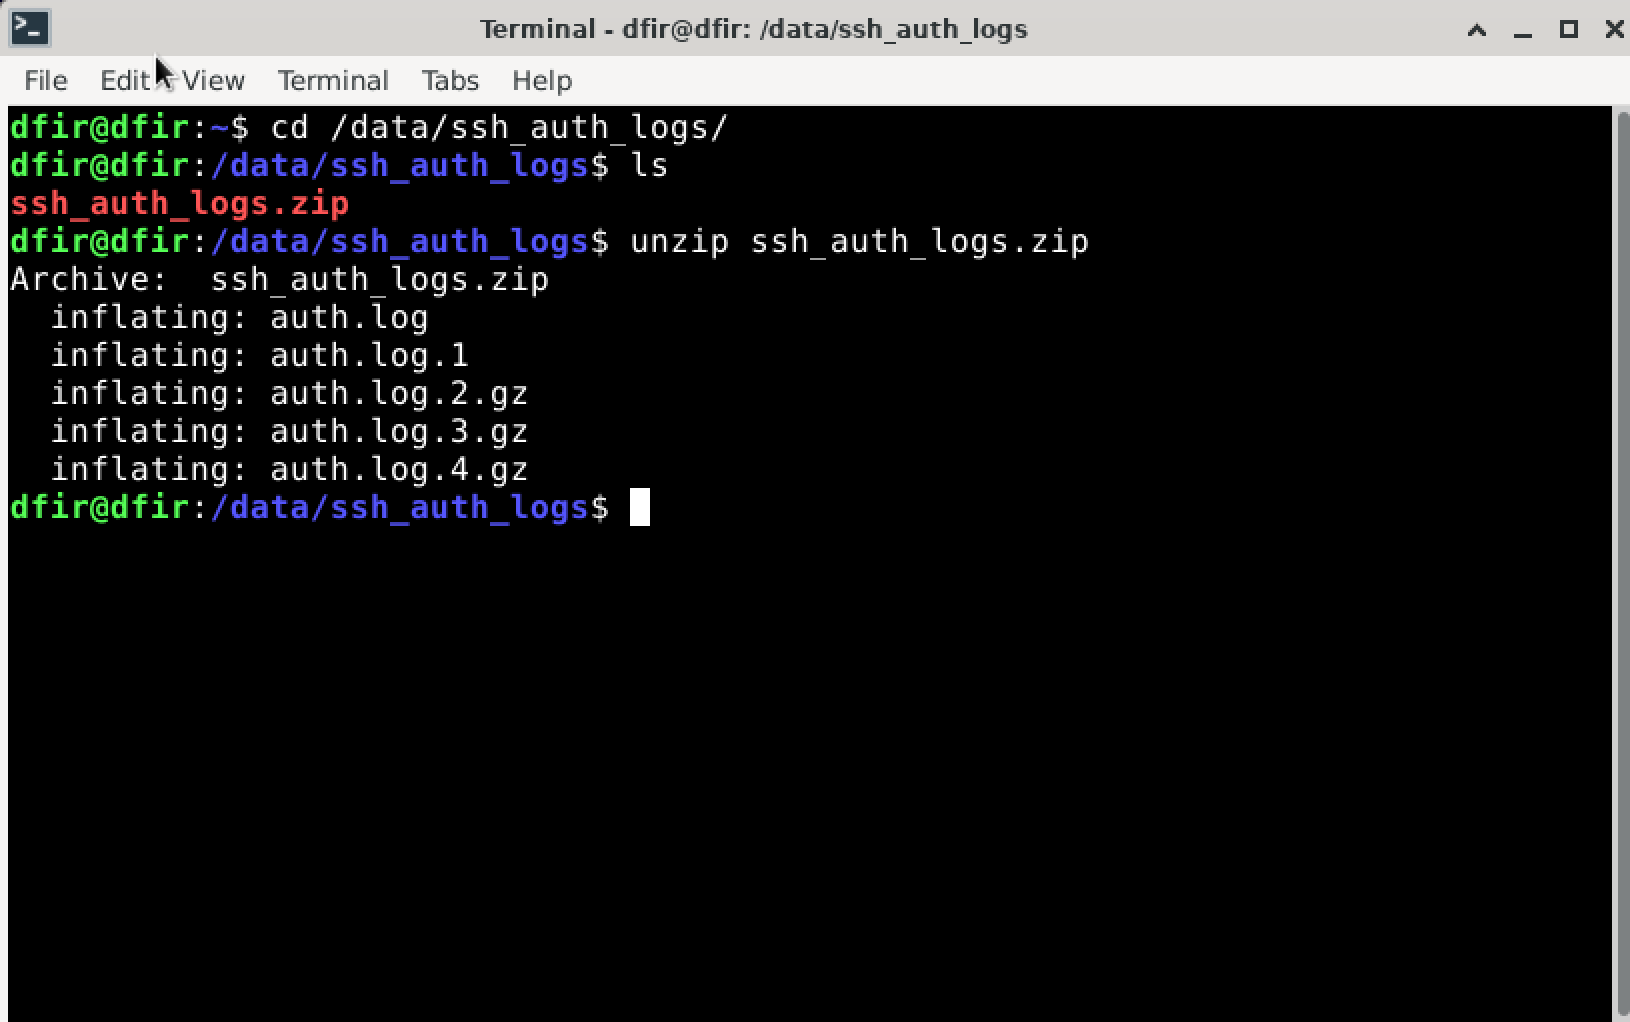 Terminal - dfir@dfir: /data/ssh_auth_logs
File Edit View Terminal Tabs Help
dfir@dfir:~$ cd /data/ssh_auth_logs/
dfir@dfir:/data/ssh_auth_logs$ ls
ssh_auth_logs.zip
dfir@dfir:/data/ssh_auth_logs$ unzip ssh_auth_logs.zip
Archive:  ssh_auth_logs.zip
  inflating: auth.log
  inflating: auth.log.1
  inflating: auth.log.2.gz
  inflating: auth.log.3.gz
  inflating: auth.log.4.gz
dfir@dfir:/data/ssh_auth_logs$